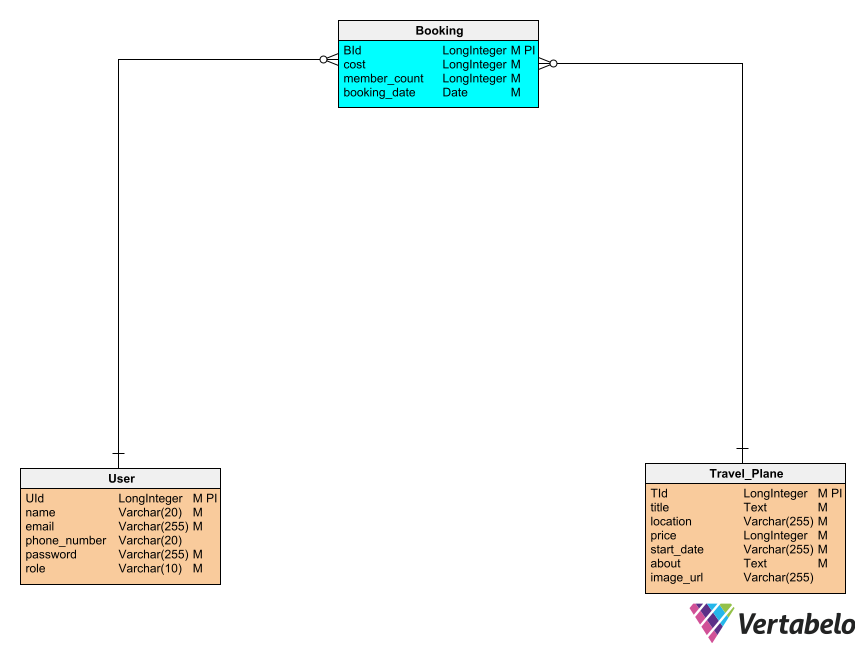 Booking
BId LongInteger M PI
cost LongInteger M
member_count LongInteger M
booking_date Date M
User
UId LongInteger M PI
name Varchar(20) M
email Varchar(255) M
phone_number Varchar(20)
password Varchar(255) M
role Varchar(10) M
Travel_Plane
TId LongInteger M PI
title Text M
location Varchar(255) M
price LongInteger M
start_date Varchar(255) M
about Text M
image_url Varchar(255)
Vertabelo